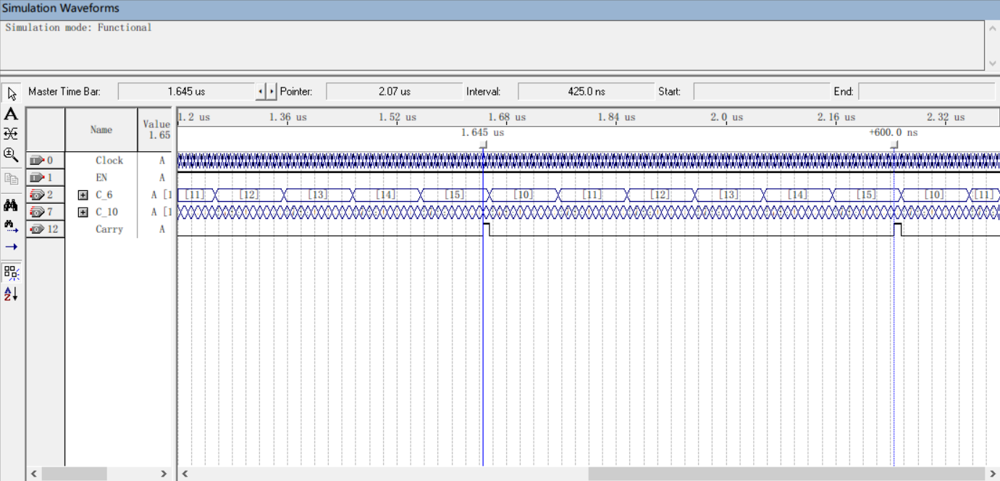 Simulation Waveforms
Simulation mode: Functional
Master Time Bar: 1.645 us Pointer: 2.07 us Interval: 425.0 ns Start: End:
Name Value 1.65
1.2 us 1.36 us 1.52 us 1.68 us 1.84 us 2.0 us 2.16 us 2.32 us
1.645 us +600.0 ns
0 Clock A
1 EN A
2 C_6 A [1 [11] [12] [13] [14] [15] [10] [11] [12] [13] [14] [15] [10] [11]
7 C_10 A [1
12 Carry A